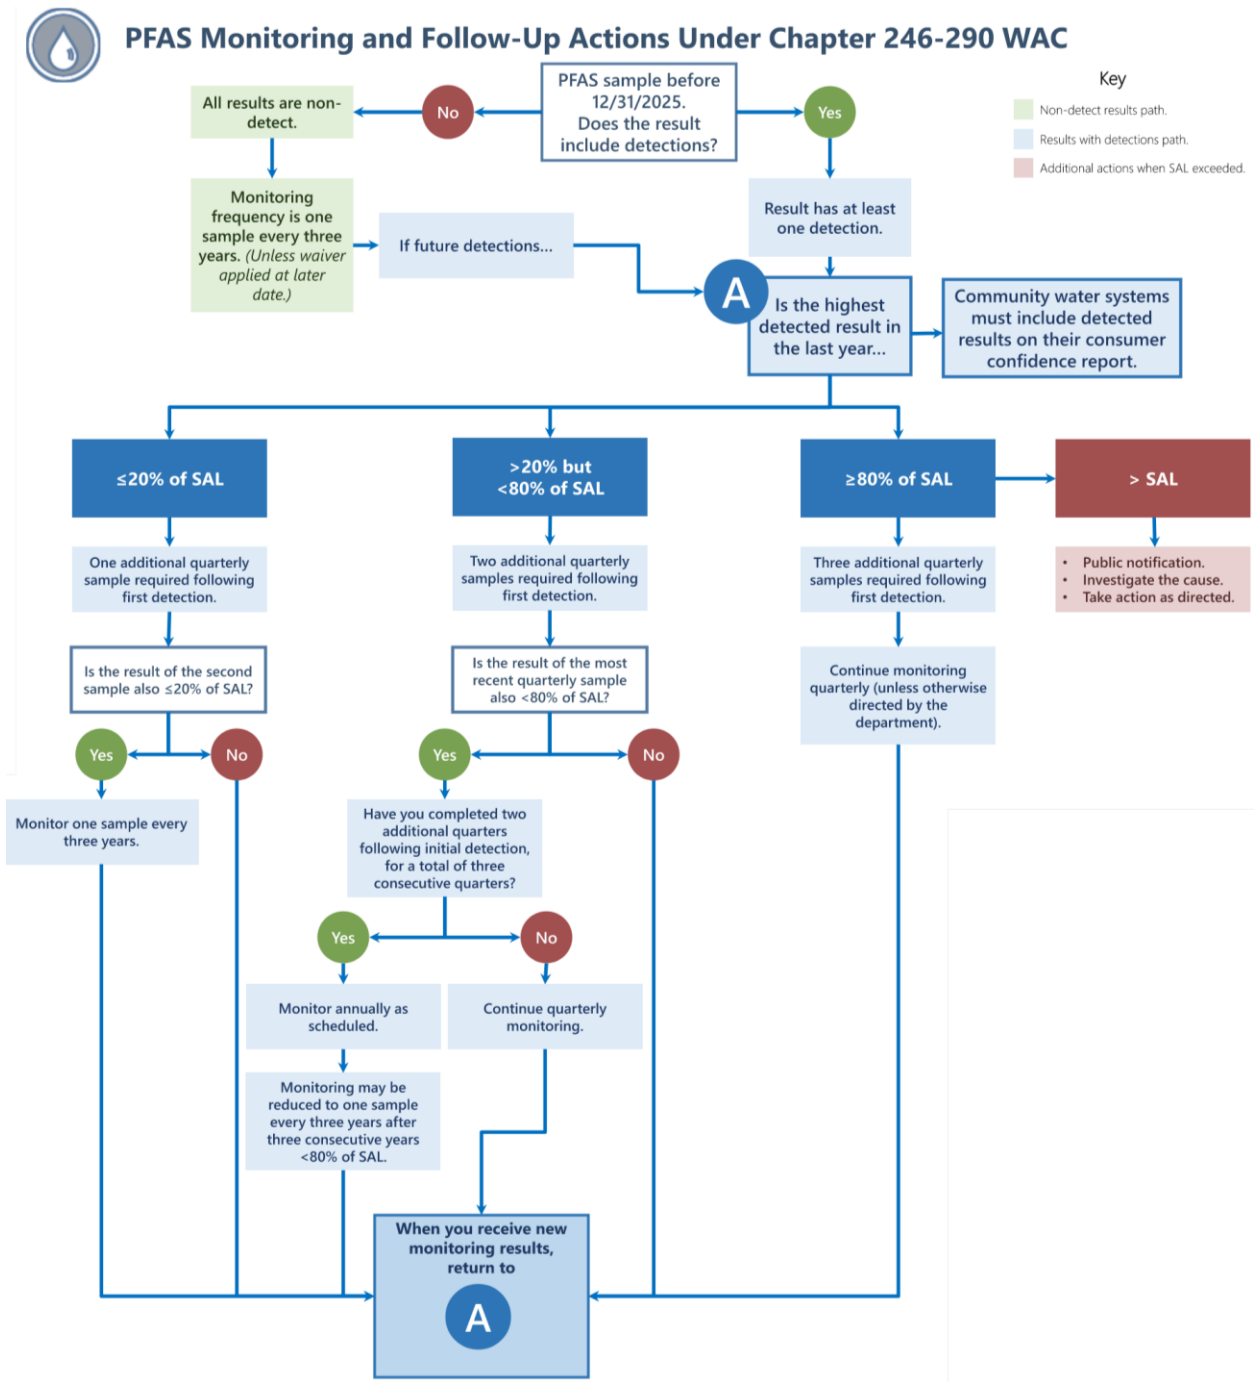 PFAS Monitoring and Follow-Up Actions Under Chapter 246-290 WAC
Key
Non-detect results path.
Results with detections path.
Additional actions when SAL exceeded.
PFAS sample before
12/31/2025.
Does the result
include detections?
No
Yes
All results are non-
detect.
Monitoring
frequency is one
sample every three
years. (Unless waiver
applied at later
date.)
If future detections...
Result has at least
one detection.
A
Is the highest
detected result in
the last year...
Community water systems
must include detected
results on their consumer
confidence report.
≤20% of SAL
>20% but
<80% of SAL
≥80% of SAL
> SAL
One additional quarterly
sample required following
first detection.
Two additional quarterly
samples required following
first detection.
Three additional quarterly
samples required following
first detection.
• Public notification.
• Investigate the cause.
• Take action as directed.
Is the result of the second
sample also ≤20% of SAL?
Is the result of the most
recent quarterly sample
also <80% of SAL?
Continue monitoring
quarterly (unless otherwise
directed by the
department).
Yes
No
Yes
No
Monitor one sample every
three years.
Have you completed two
additional quarters
following initial detection,
for a total of three
consecutive quarters?
Yes
No
Monitor annually as
scheduled.
Continue quarterly
monitoring.
Monitoring may be
reduced to one sample
every three years after
three consecutive years
<80% of SAL.
When you receive new
monitoring results,
return to
A